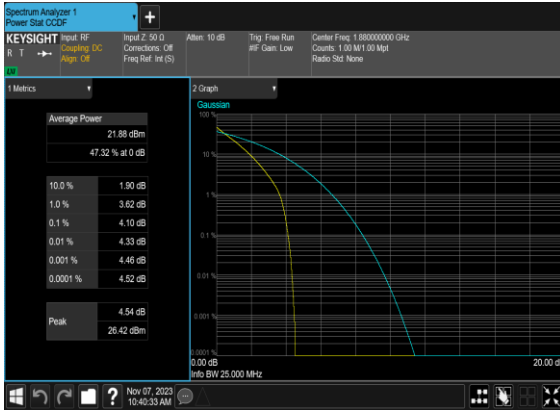 Spectrum Analyzer 1
Power Stat CCDF
KEYSIGHT
R T
Input: RF
Coupling: DC
Align: Off
Input Z: 50 Ω
Corrections: Off
Freq Ref: Int (S)
Atten: 10 dB
Trig: Free Run
#IF Gain: Low
Center Freq: 1.880000000 GHz
Counts: 1.00 M/1.00 Mpt
Radio Std: None
1 Metrics
Average Power
21.88 dBm
47.32 % at 0 dB
10.0 % 1.90 dB
1.0 % 3.62 dB
0.1 % 4.10 dB
0.01 % 4.33 dB
0.001 % 4.46 dB
0.0001 % 4.52 dB
Peak
4.54 dB
26.42 dBm
2 Graph
Gaussian
100 %
10 %
1 %
0.1 %
0.01 %
0.001 %
0.0001 %
0.00 dB
20.00 d
Info BW 25.000 MHz
?
Nov 07, 2023
10:40:33 AM